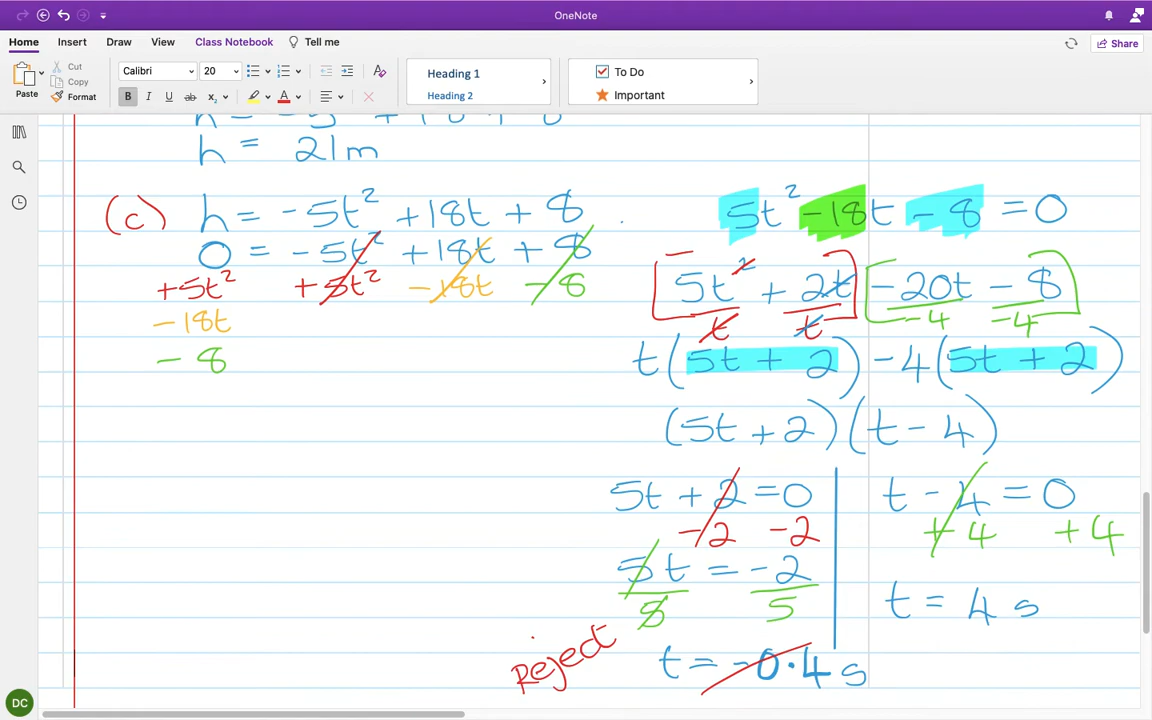 OneNote
Home Insert Draw View Class Notebook Tell me
Share
Paste
Cut
Copy
Format
Calibri 20
B I U ab x₂ A
Heading 1
Heading 2
To Do
Important
h = 21m
(c) h = -5t² + 18t + 8
0 = -5t² + 18t + 8
+5t² +5t² -18t -8
-18t
-8
5t² -18t - 8 = 0
5t² + 2t - 20t - 8
t t -4 -4
t(5t + 2) -4(5t + 2)
(5t + 2)(t - 4)
5t + 2 = 0
-2 -2
5t = -2
5 5
Reject t = -0.4 s
t - 4 = 0
+4 +4
t = 4 s
DC